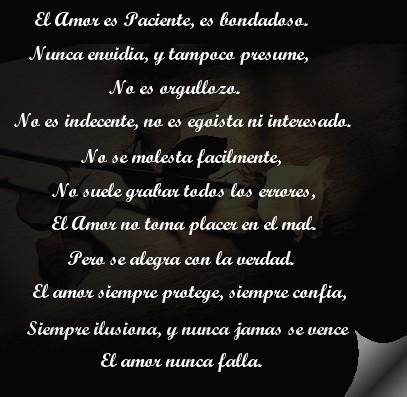 El Amor es Paciente, es bondadoso.
Nunca envidia, y tampoco presume,
No es orgullozo.
No es indecente, no es egoista ni interesado.
No se molesta facilmente,
No suele grabar todos los errores,
El Amor no toma placer en el mal.
Pero se alegra con la verdad.
El amor siempre protege, siempre confia,
Siempre ilusiona, y nunca jamas se vence
El amor nunca falla.